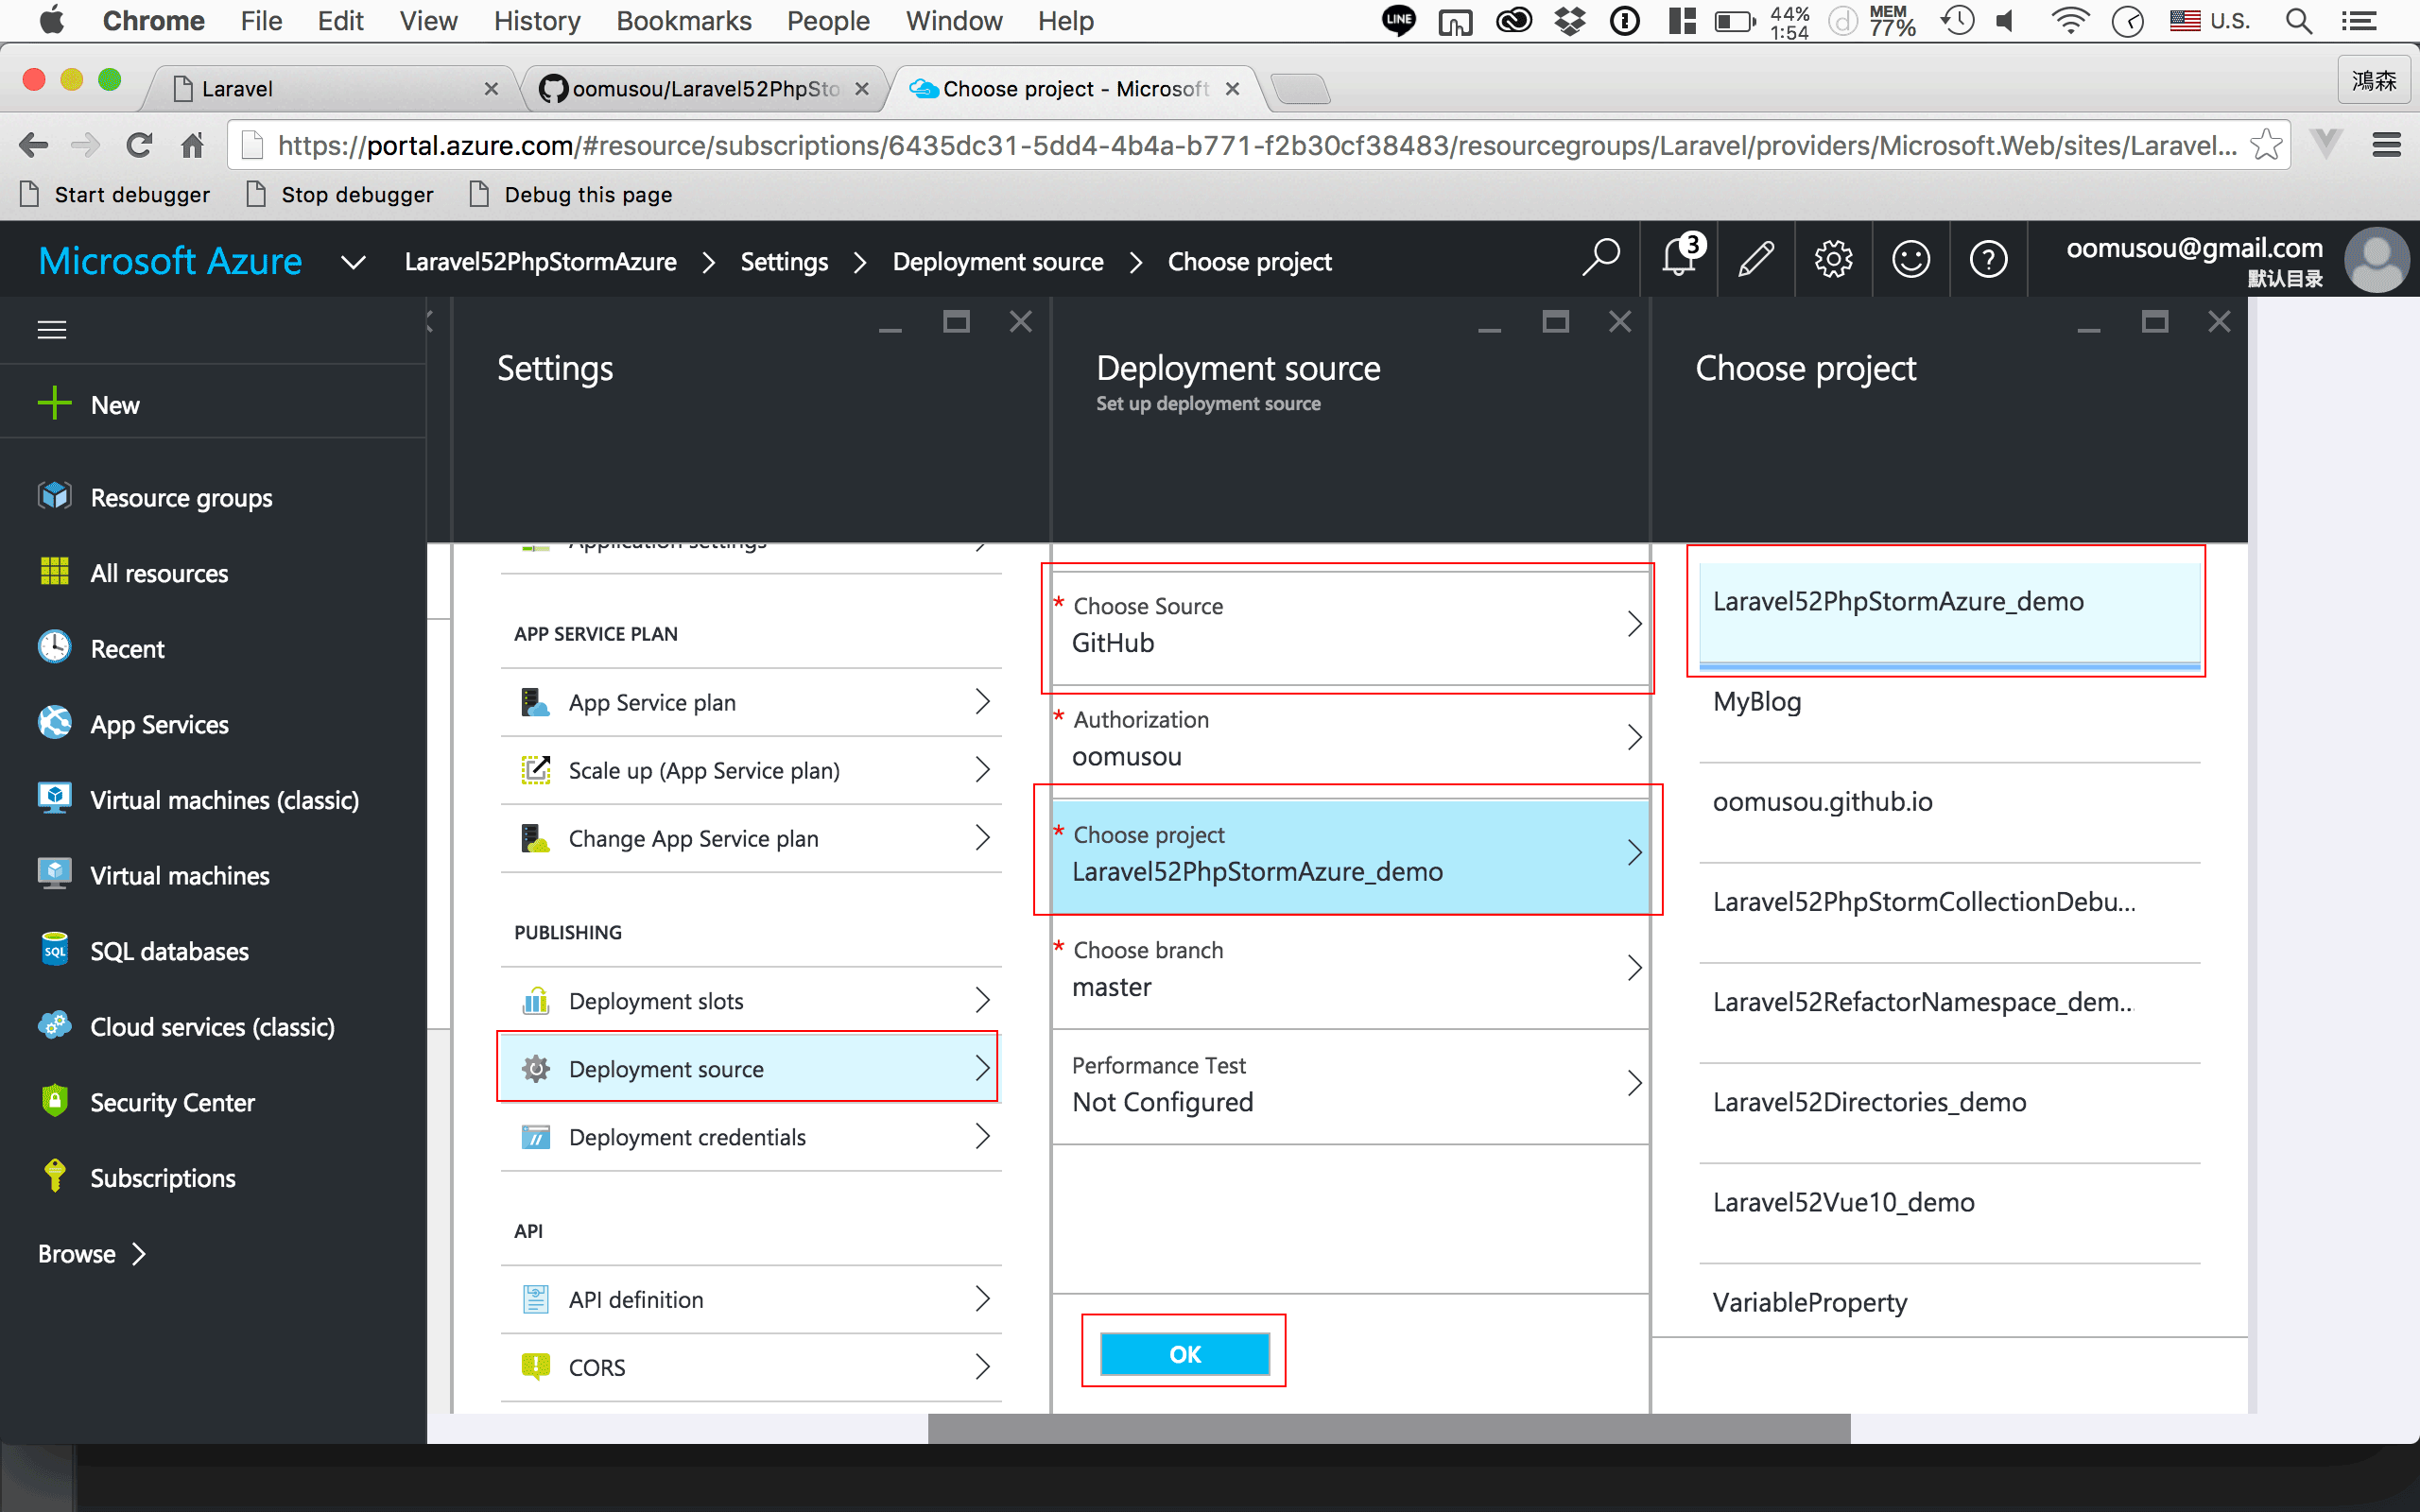 Chrome File Edit View History Bookmarks People Window Help LINE 44% 1:54 MEM 77% U.S.
Laravel oomusou/Laravel52PhpSto Choose project - Microsoft 鴻森
https://portal.azure.com/#resource/subscriptions/6435dc31-5dd4-4b4a-b771-f2b30cf38483/resourcegroups/Laravel/providers/Microsoft.Web/sites/Laravel...
Start debugger Stop debugger Debug this page
Microsoft Azure Laravel52PhpStormAzure Settings Deployment source Choose project 3 oomusou@gmail.com
默认目录
New
Resource groups
All resources
Recent
App Services
Virtual machines (classic)
Virtual machines
SQL databases
Cloud services (classic)
Security Center
Subscriptions
Browse
Settings
Application settings
APP SERVICE PLAN
App Service plan
Scale up (App Service plan)
Change App Service plan
PUBLISHING
Deployment slots
Deployment source
Deployment credentials
API
API definition
CORS
Deployment source
Set up deployment source
* Choose Source
GitHub
* Authorization
oomusou
* Choose project
Laravel52PhpStormAzure_demo
* Choose branch
master
Performance Test
Not Configured
OK
Choose project
Laravel52PhpStormAzure_demo
MyBlog
oomusou.github.io
Laravel52PhpStormCollectionDebu...
Laravel52RefactorNamespace_dem...
Laravel52Directories_demo
Laravel52Vue10_demo
VariableProperty